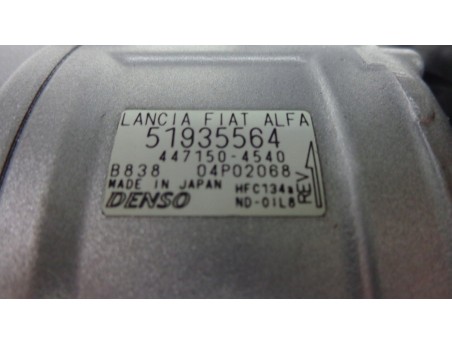 LANCIA FIAT ALFA
51935564
447150-4540
B838 04P02068
MADE IN JAPAN HFC134a
DENSO ND-OIL8
REV